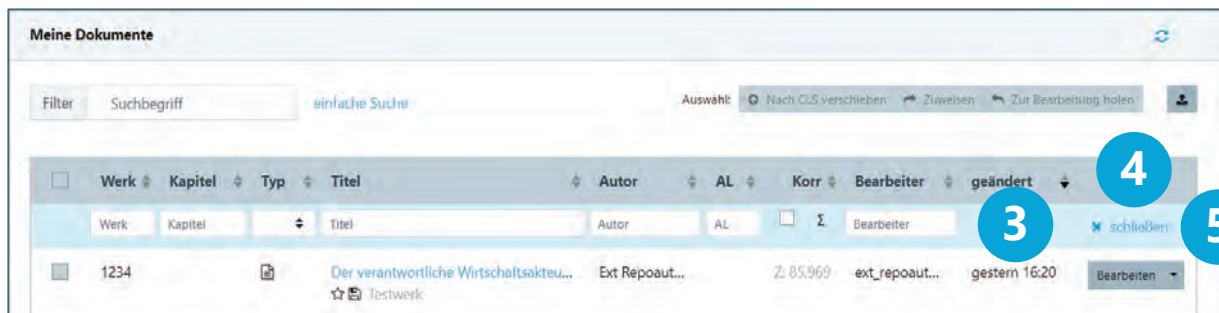 Meine Dokumente
Filter Suchbegriff einfache Suche Auswahl: Nach CLS verschieben Zuweisen Zur Bearbeitung holen
4
Werk Kapitel Typ Titel Autor AL Korr Bearbeiter geändert
Werk Kapitel Titel Autor AL Σ Bearbeiter 3 schließen 5
1234 Der verantwortliche Wirtschaftsakteu... Ext Repoaut... Z: 85.969 ext_repoaut... gestern 16:20 Bearbeiten
Testwerk